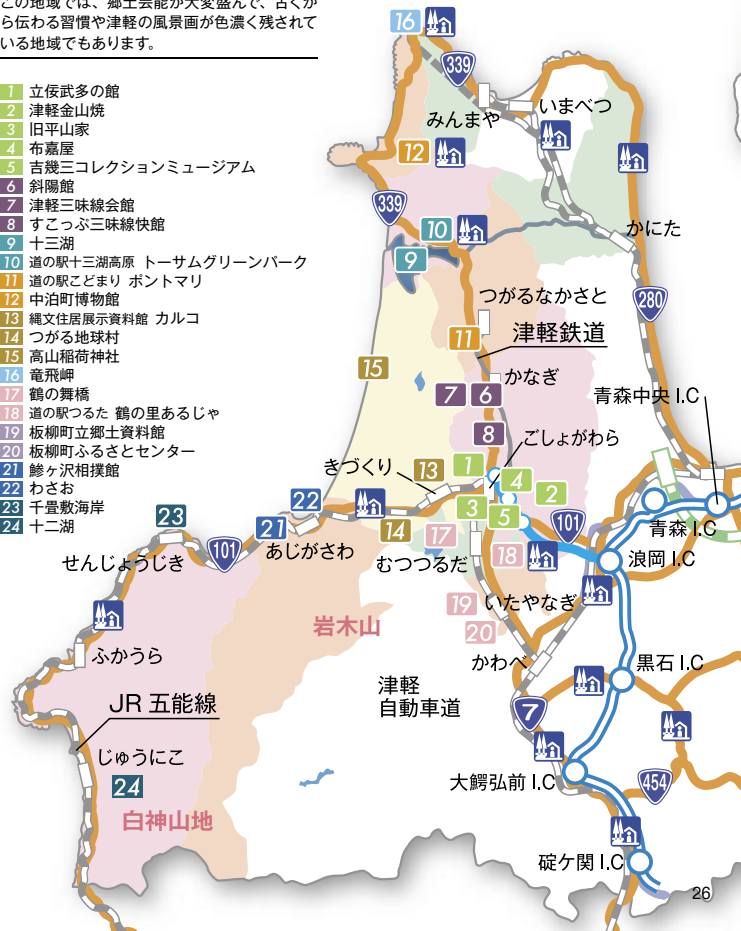 この地域では、郷土芸能が大変盛んで、古くか
ら伝わる習慣や津軽の風景画が色濃く残されて
いる地域でもあります。
1 立佞武多の館
2 津軽金山焼
3 旧平山家
4 布嘉屋
5 吉幾三コレクションミュージアム
6 斜陽館
7 津軽三味線会館
8 すこっぷ三味線快館
9 十三湖
10 道の駅十三湖高原 トーサムグリーンパーク
11 道の駅こどまり ポントマリ
12 中泊町博物館
13 縄文住居展示資料館 カルコ
14 つがる地球村
15 高山稲荷神社
16 竜飛岬
17 鶴の舞橋
18 道の駅つるた 鶴の里あるじゃ
19 板柳町立郷土資料館
20 板柳町ふるさとセンター
21 鰺ヶ沢相撲館
22 わさお
23 千畳敷海岸
24 十二湖
16
339
みんまや
いまべつ
12
339
10
かにた
9
280
つがるなかさと
11
津軽鉄道
15
かなぎ
7
6
青森中央 I.C
8
ごしょがわら
きづくり
13
1
4
2
22
3
5
101
青森 I.C
23
21
14
17
せんじょうじき
101
あじがさわ
むつつるだ
18
浪岡 I.C
19
いたやなぎ
岩木山
20
ふかうら
かわべ
黒石 I.C
津軽
自動車道
JR 五能線
7
じゅうにこ
大鰐弘前 I.C
454
24
白神山地
碇ケ関 I.C
26